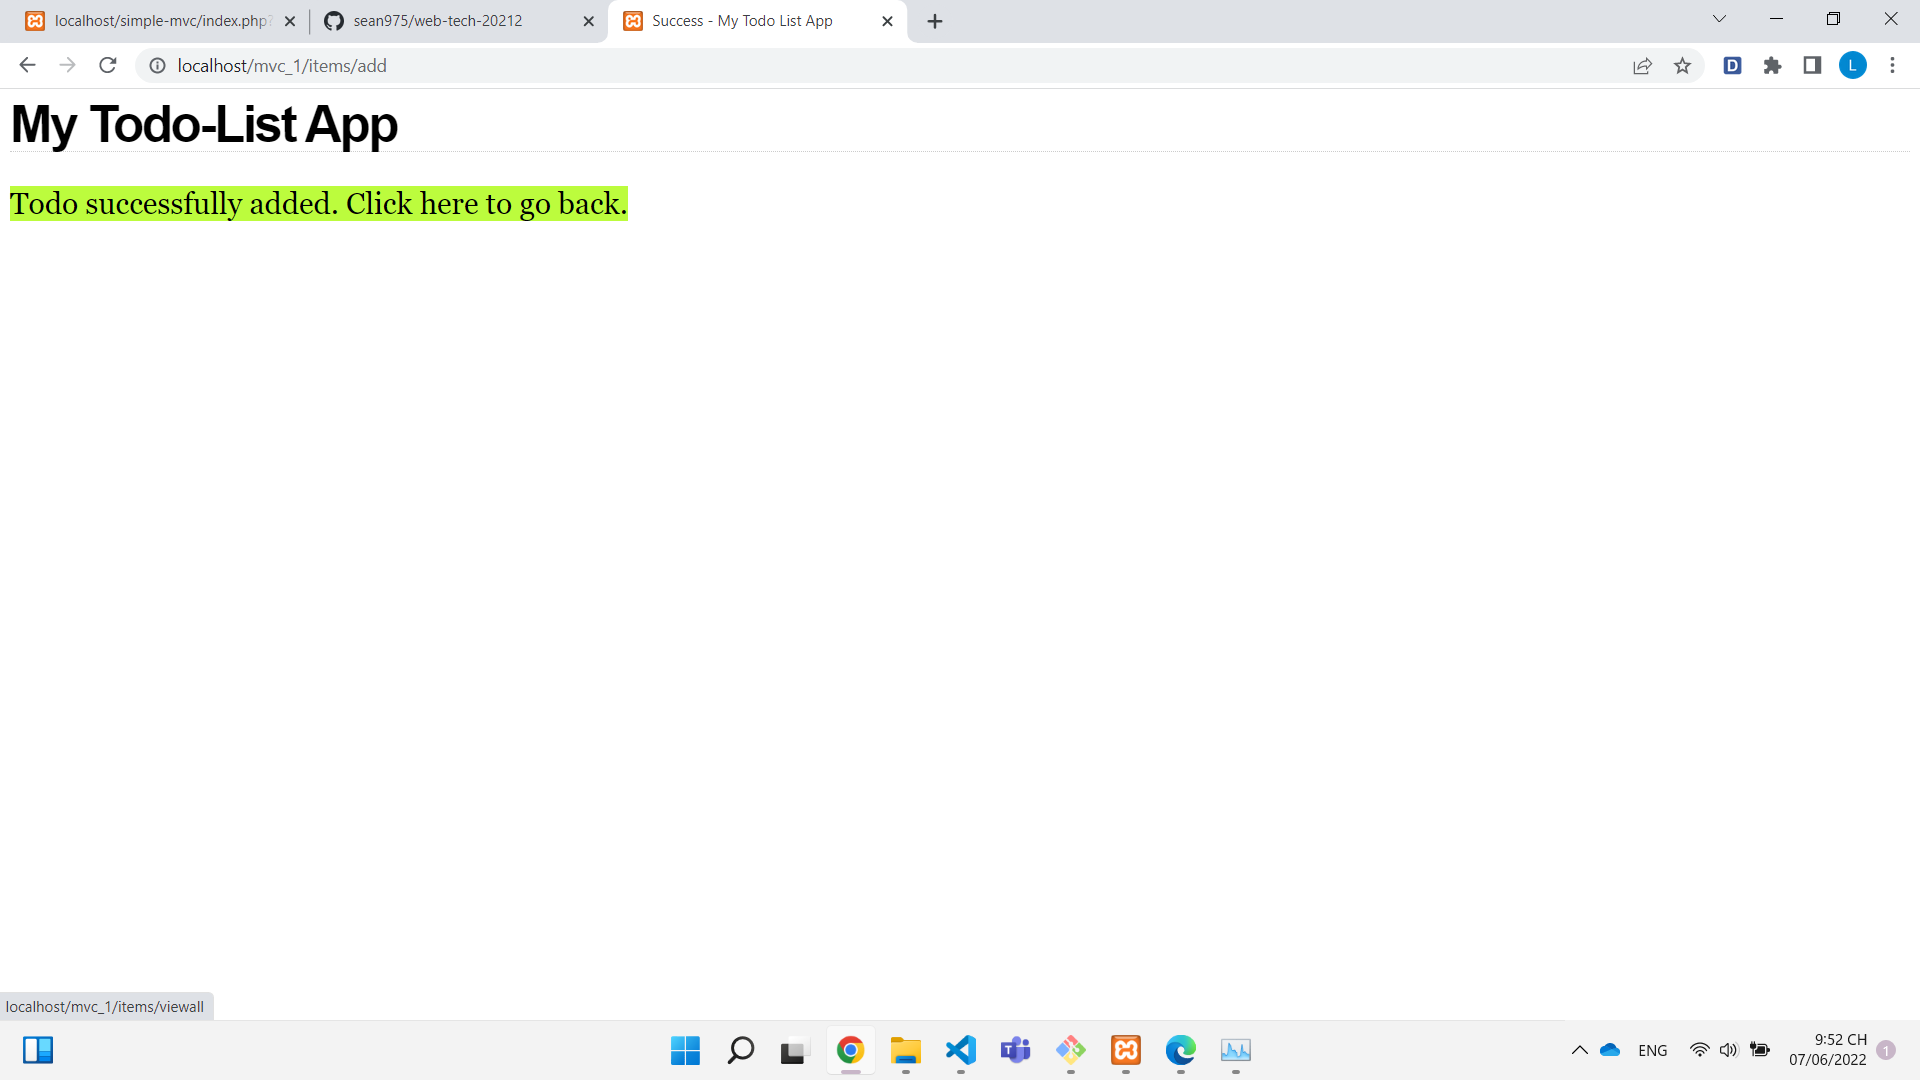 localhost/simple-mvc/index.php?
sean975/web-tech-20212
Success - My Todo List App
localhost/mvc_1/items/add
D
L
My Todo-List App
Todo successfully added. Click here to go back.
localhost/mvc_1/items/viewall
ENG
9:52 CH
07/06/2022
1